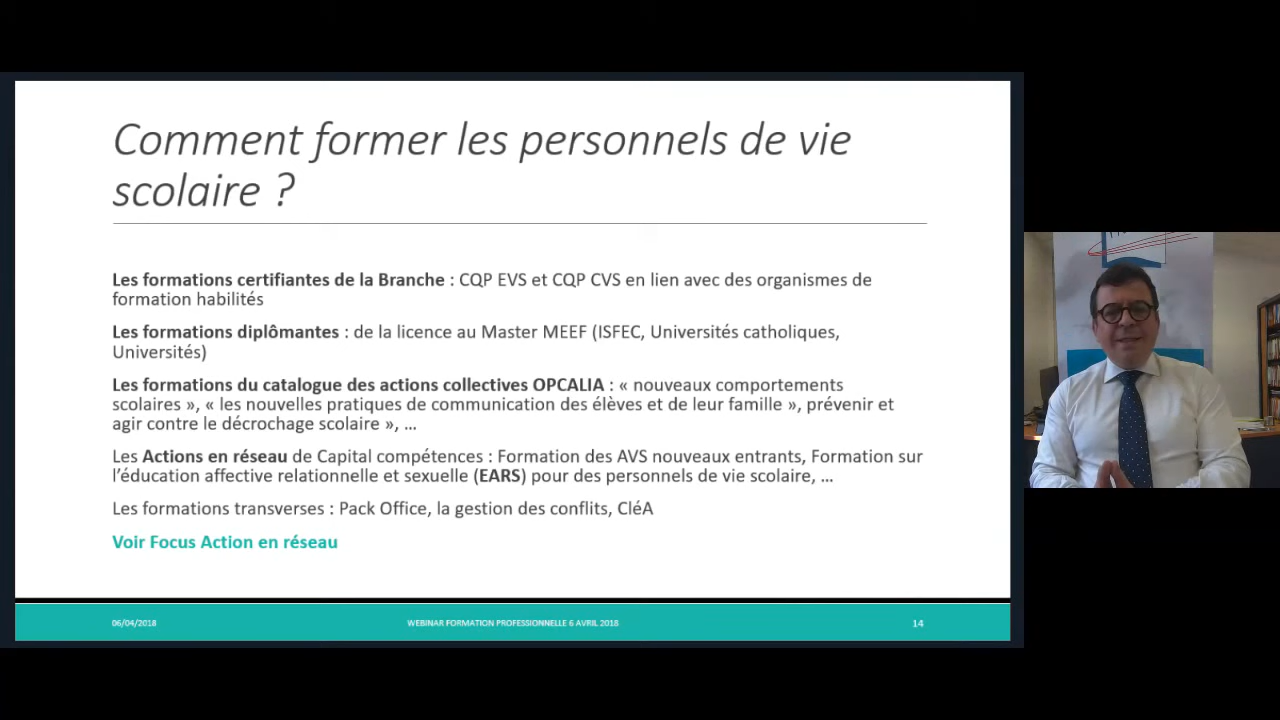 Comment former les personnels de vie
scolaire ?
Les formations certifiantes de la Branche : CQP EVS et CQP CVS en lien avec des organismes de
formation habilités
Les formations diplômantes : de la licence au Master MEEF (ISFEC, Universités catholiques,
Universités)
Les formations du catalogue des actions collectives OPCALIA : « nouveaux comportements
scolaires », « les nouvelles pratiques de communication des élèves et de leur famille », prévenir et
agir contre le décrochage scolaire », ...
Les Actions en réseau de Capital compétences : Formation des AVS nouveaux entrants, Formation sur
l'éducation affective relationnelle et sexuelle (EARS) pour des personnels de vie scolaire, ...
Les formations transverses : Pack Office, la gestion des conflits, CléA
Voir Focus Action en réseau
06/04/2018 WEBINAR FORMATION PROFESSIONNELLE 6 AVRIL 2018 14